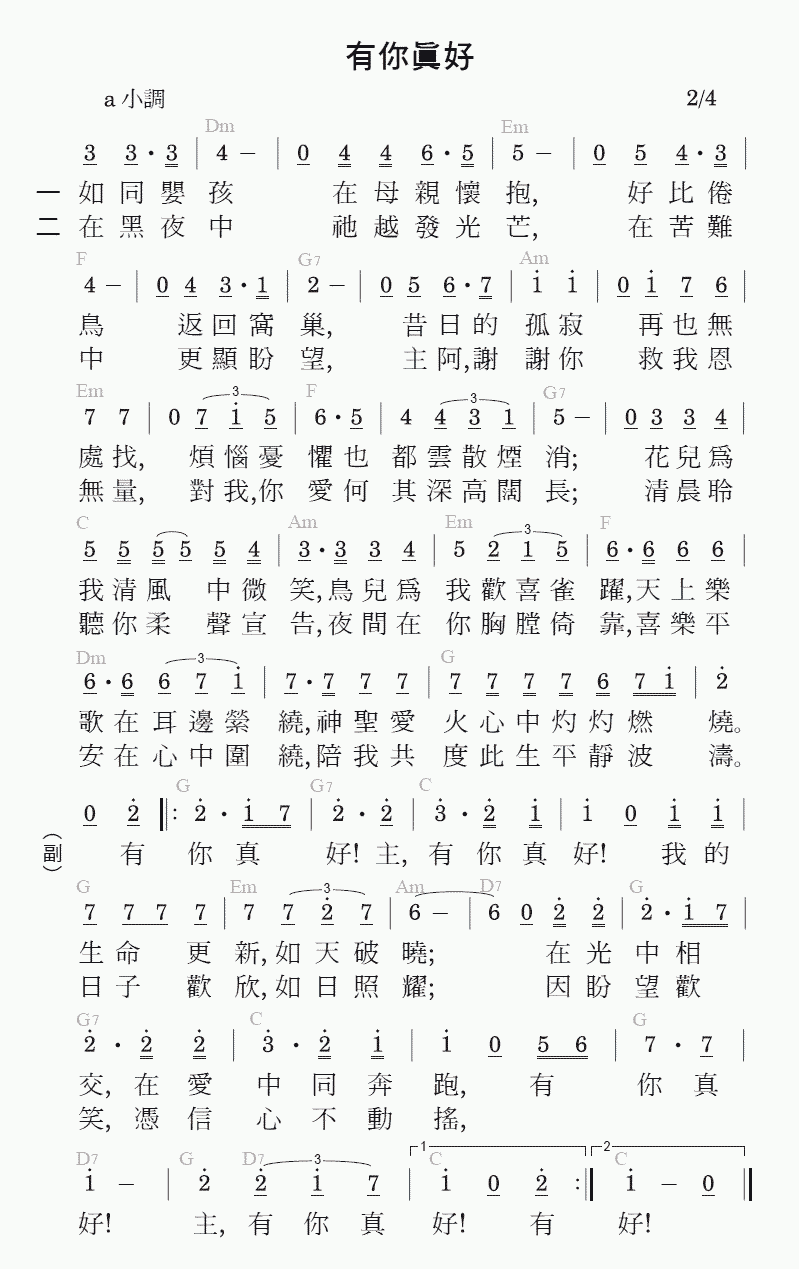 有你眞好
a 小調 2/4
Dm Em
3 3·3 | 4 – | 0 4 4 6·5 | 5 – | 0 5 4·3 |
一 如同嬰孩 在母親懷抱, 好比倦
二 在黑夜中 祂越發光芒, 在苦難
F G7 Am
4 – | 0 4 3·1 | 2 – | 0 5 6·7 | i i | 0 i 7 6 |
鳥 返回窩巢, 昔日的孤寂 再也無
中 更顯盼望, 主阿,謝謝你 救我恩
Em 3 F 3 G7
7 7 | 0 7 i 5 | 6·5 | 4 4 3 1 | 5 – | 0 3 3 4 |
處找, 煩惱憂懼也都雲散煙消; 花兒爲
無量, 對我,你愛何其深高闊長; 清晨聆
C Am Em 3 F
5 5 5 5 5 4 | 3·3 3 4 | 5 2 1 5 | 6·6 6 6 |
我清風 中微笑,鳥兒爲我歡喜雀躍,天上樂
聽你柔 聲宣告,夜間在你胸膛倚靠,喜樂平
Dm 3 G
6·6 6 7 i | 7·7 7 7 | 7 7 7 7 6 7 i | 2̇
歌在耳邊縈繞,神聖愛火心中灼灼燃 燒。
安在心中圍繞,陪我共度此生平靜波 濤。
G G7 C
0 2̇ ‖: 2̇·i 7 | 2̇·2̇ | 3̇·2̇ i | i 0 i i |
(副) 有你真 好! 主, 有你真好! 我的
G Em 3 Am D7 G
7 7 7 7 | 7 7 2̇ 7 | 6 – | 6 0 2̇ 2̇ | 2̇·i 7 |
生命 更新,如天破曉; 在光中相
日子 歡欣,如日照耀; 因盼望歡
G7 C G
2̇·2̇ 2̇ | 3̇·2̇ i | i 0 5 6 | 7·7 |
交, 在愛中同奔跑, 有 你真
笑, 憑信心不動搖,
D7 G D7 3 1 C 2 C
i – | 2̇ 2̇ i 7 | i 0 2̇ :‖ i – 0 ‖
好! 主, 有你真好! 有 好!